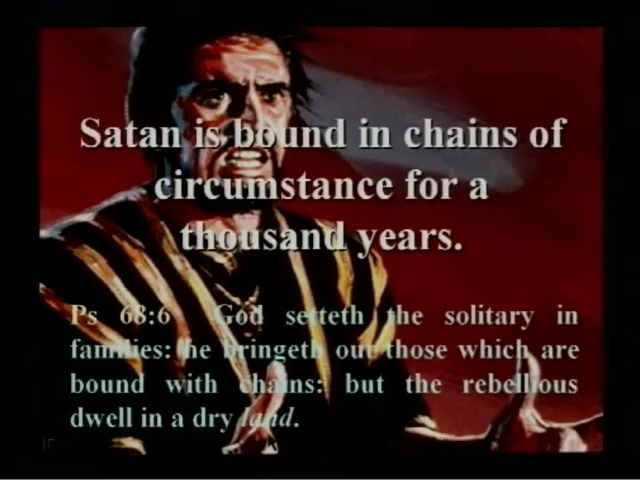 Satan is bound in chains of
circumstance for a
thousand years.
Ps 68:6 God setteth the solitary in
families: he bringeth out those which are
bound with chains: but the rebellious
dwell in a dry land.